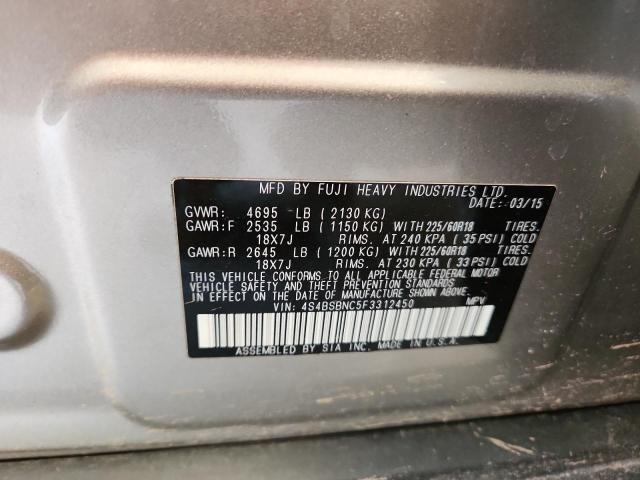 MFD BY FUJI HEAVY INDUSTRIES LTD.
DATE: 03/15
GVWR: 4695 LB (2130 KG)
GAWR:F 2535 LB (1150 KG) WITH 225/60R18 TIRES.
18X7J RIMS. AT 240 KPA (35 PSI) COLD
GAWR:R 2645 LB (1200 KG) WITH 225/60R18 TIRES.
18X7J RIMS. AT 230 KPA (33 PSI) COLD
THIS VEHICLE CONFORMS TO ALL APPLICABLE FEDERAL MOTOR
VEHICLE SAFETY AND THEFT PREVENTION STANDARDS IN EFFECT
ON THE DATE OF MANUFACTURE SHOWN ABOVE.
VIN: 4S4BSBNC5F3312450 MPV
ASSEMBLED BY SIA INC. MADE IN U.S.A.